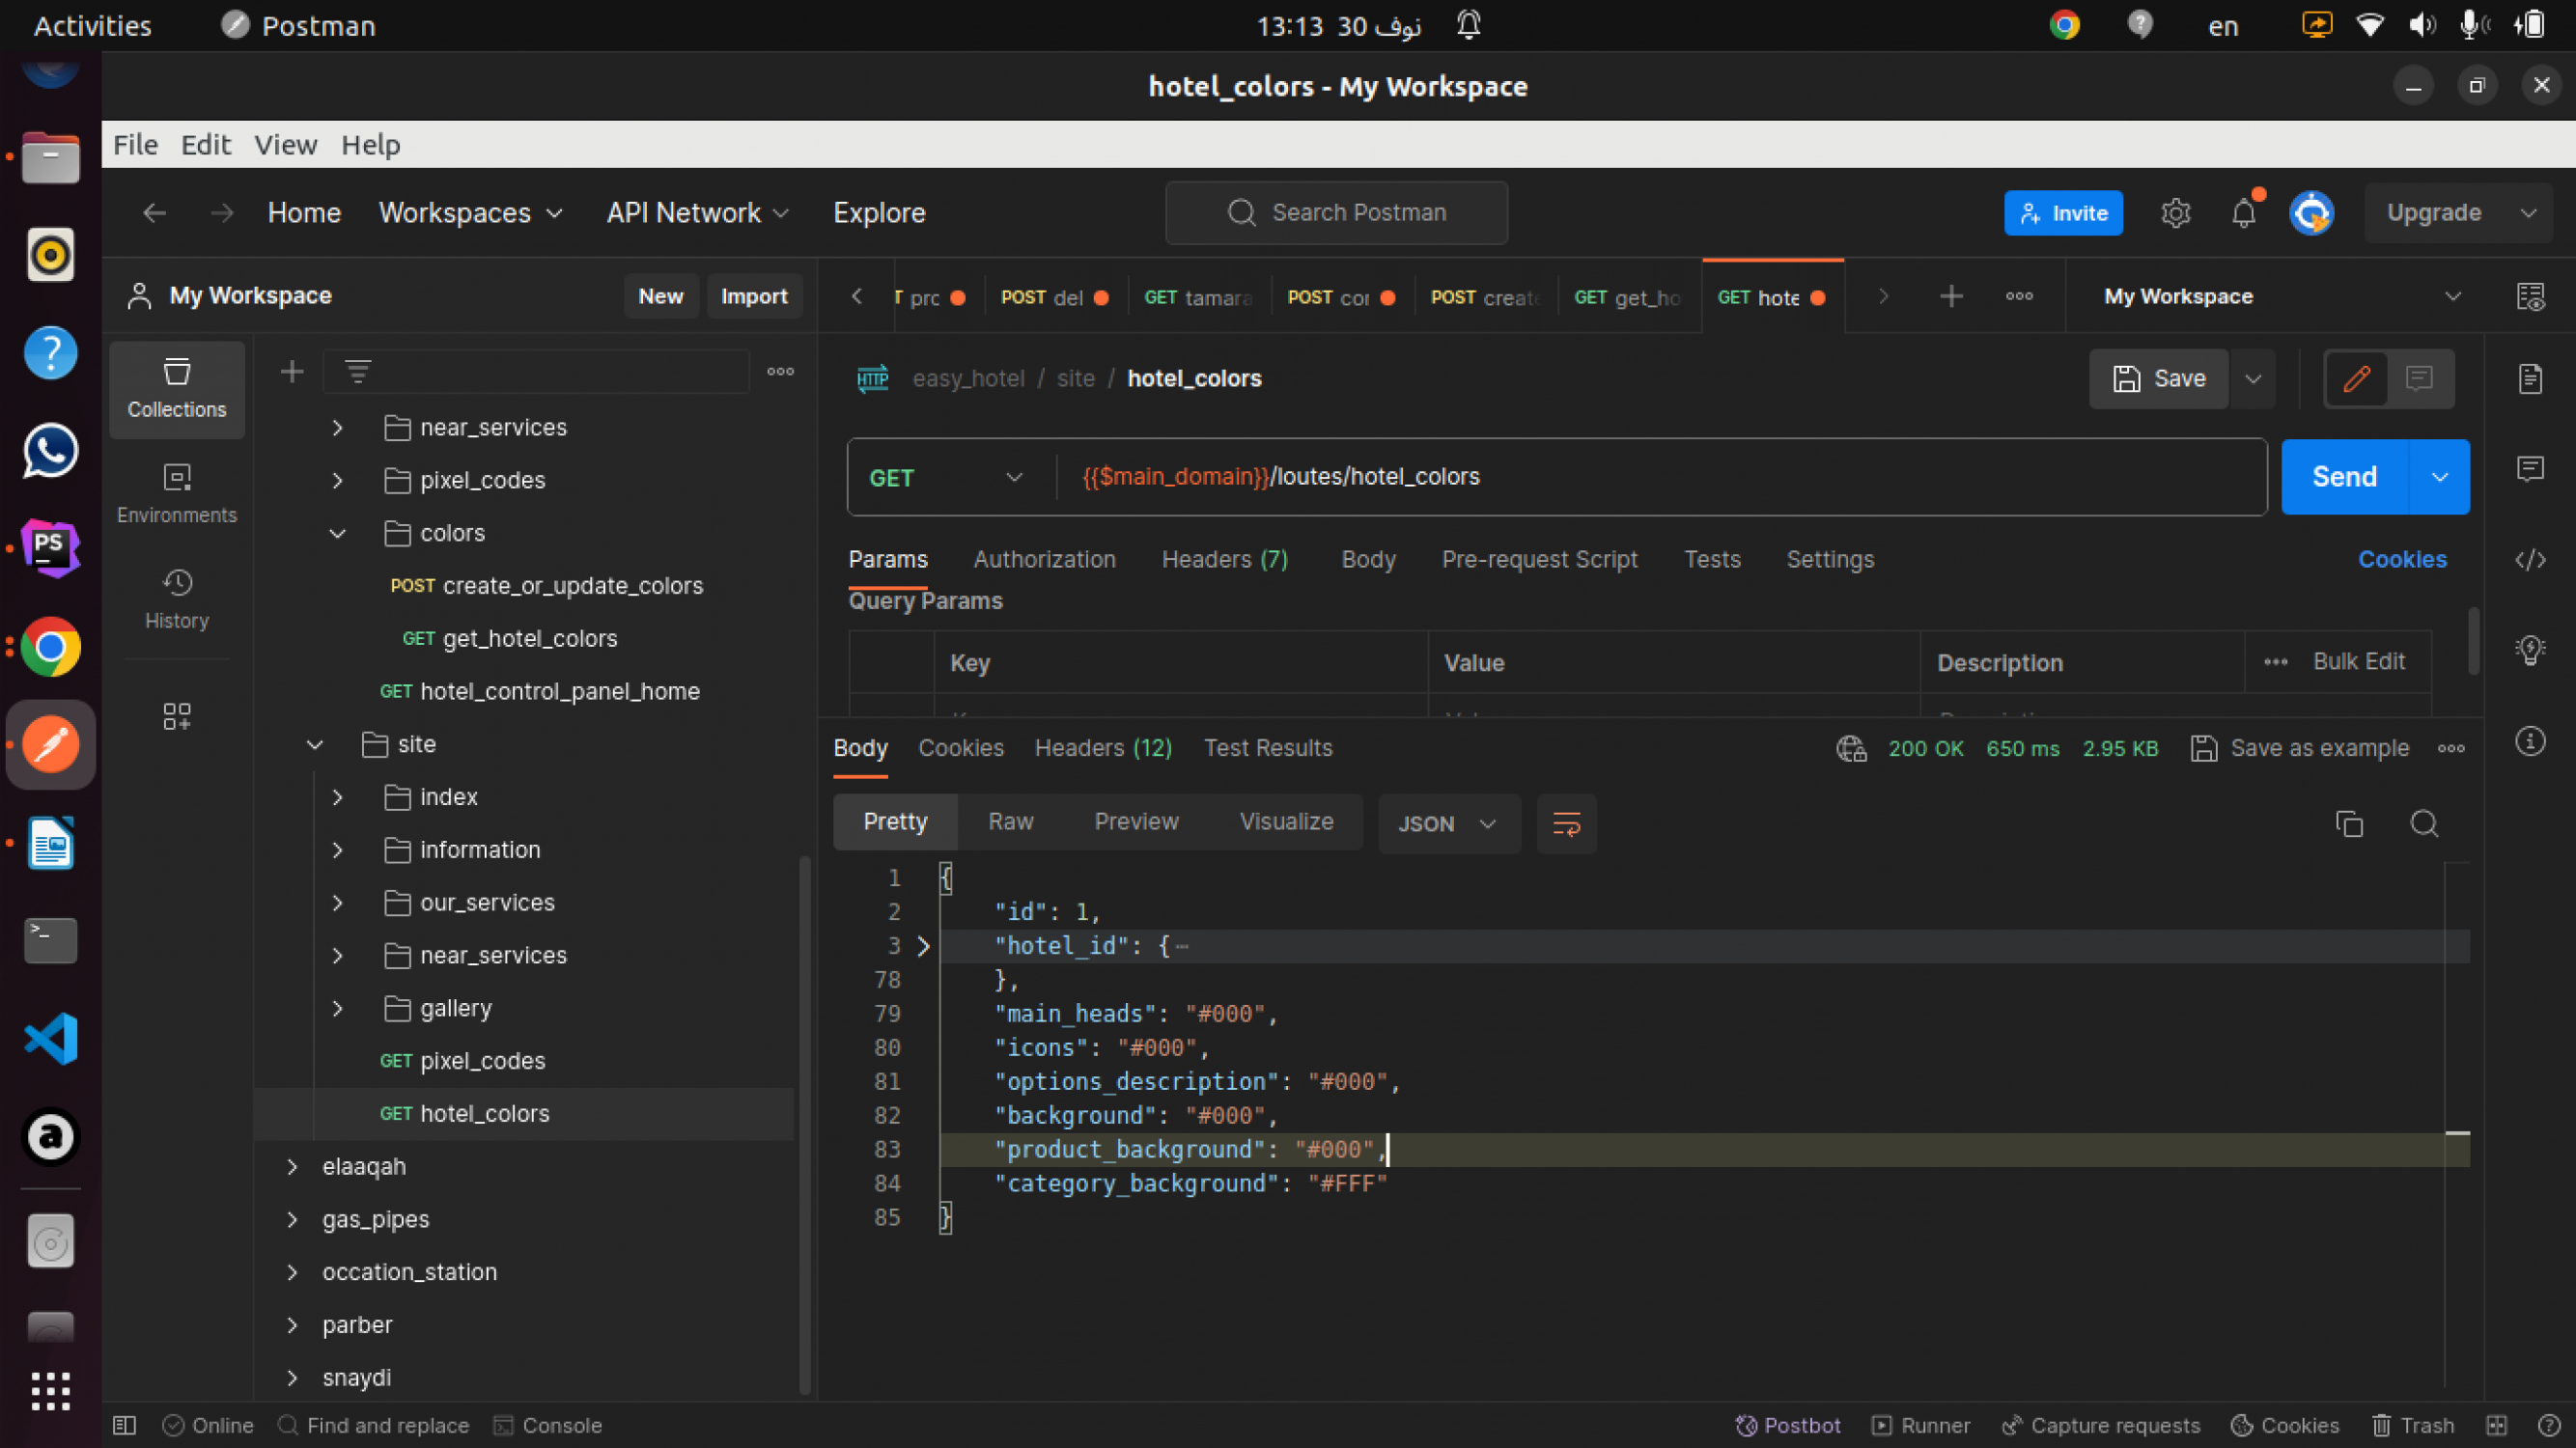 Activities
Postman
13:13 30 نوف
en
hotel_colors - My Workspace
File Edit View Help
Home Workspaces API Network Explore
Search Postman
Invite
Upgrade
My Workspace
New
Import
POST del
GET tamara
POST cor
POST create
GET get_ho
GET hote
My Workspace
Collections
Environments
History
near_services
pixel_codes
colors
POST create_or_update_colors
GET get_hotel_colors
GET hotel_control_panel_home
site
index
information
our_services
near_services
gallery
GET pixel_codes
GET hotel_colors
elaaqah
gas_pipes
occation_station
parber
snaydi
HTTP easy_hotel / site / hotel_colors
Save
GET
{{$main_domain}}/loutes/hotel_colors
Send
Params Authorization Headers (7) Body Pre-request Script Tests Settings
Cookies
Query Params
Key Value Description ••• Bulk Edit
Body Cookies Headers (12) Test Results
200 OK 650 ms 2.95 KB Save as example
Pretty Raw Preview Visualize JSON
1 {
2 "id": 1,
3 "hotel_id": {⋯
78 },
79 "main_heads": "#000",
80 "icons": "#000",
81 "options_description": "#000",
82 "background": "#000",
83 "product_background": "#000",
84 "category_background": "#FFF"
85 }
PS
>_
a
Online Find and replace Console
Postbot Runner Capture requests Cookies Trash